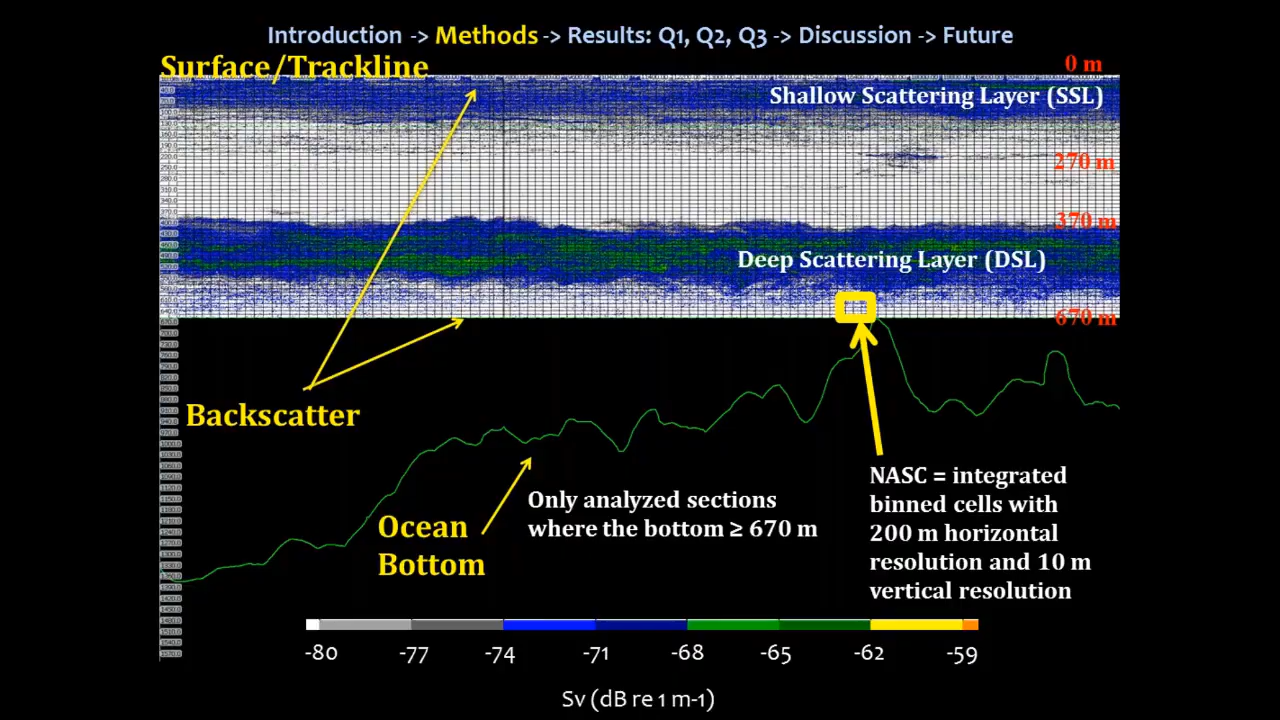 Introduction -> Methods -> Results: Q1, Q2, Q3 -> Discussion -> Future
Surface/Trackline
0 m
Shallow Scattering Layer (SSL)
270 m
370 m
Deep Scattering Layer (DSL)
670 m
Backscatter
NASC = integrated
binned cells with
200 m horizontal
resolution and 10 m
vertical resolution
Only analyzed sections
where the bottom ≥ 670 m
Ocean
Bottom
-80 -77 -74 -71 -68 -65 -62 -59
Sv (dB re 1 m-1)